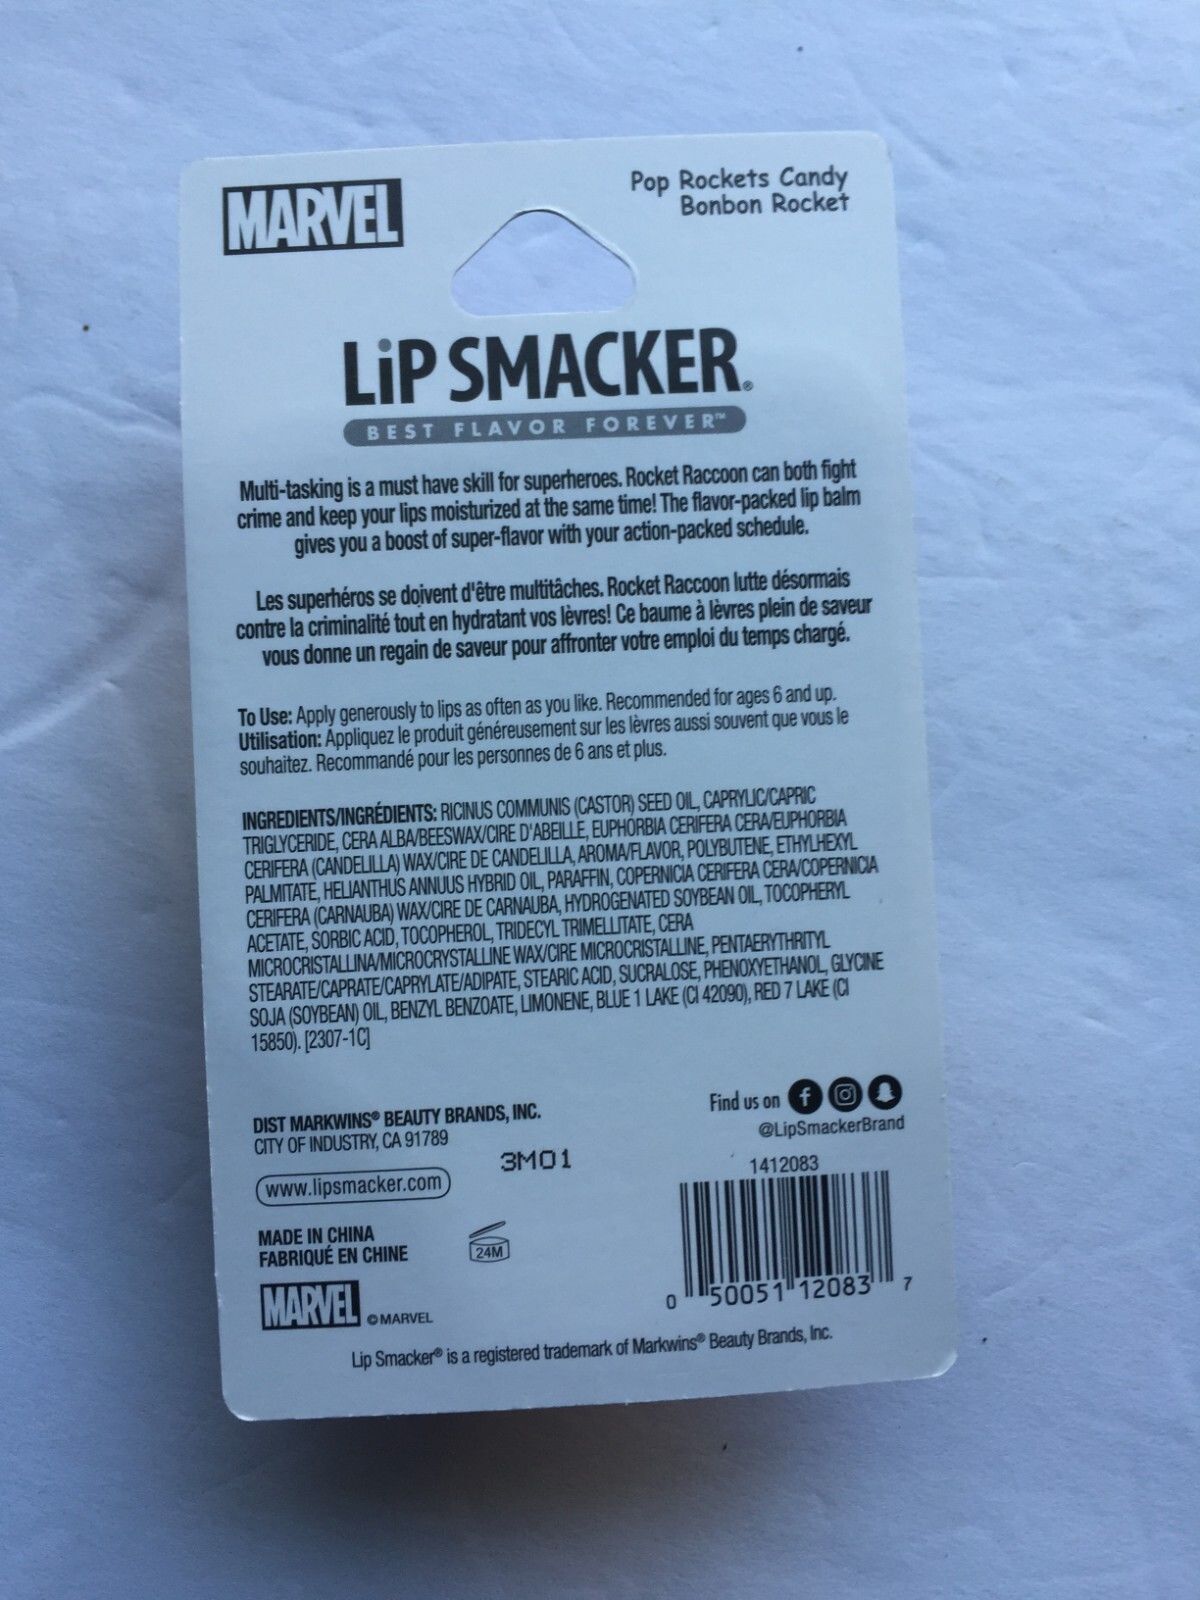 MARVEL
Pop Rockets Candy
Bonbon Rocket
LiP SMACKER®
BEST FLAVOR FOREVER™
Multi-tasking is a must have skill for superheroes. Rocket Raccoon can both fight
crime and keep your lips moisturized at the same time! The flavor-packed lip balm
gives you a boost of super-flavor with your action-packed schedule.
Les superhéros se doivent d'être multitâches. Rocket Raccoon lutte désormais
contre la criminalité tout en hydratant vos lèvres! Ce baume à lèvres plein de saveur
vous donne un regain de saveur pour affronter votre emploi du temps chargé.
To Use: Apply generously to lips as often as you like. Recommended for ages 6 and up.
Utilisation: Appliquez le produit généreusement sur les lèvres aussi souvent que vous le
souhaitez. Recommandé pour les personnes de 6 ans et plus.
INGREDIENTS/INGRÉDIENTS: RICINUS COMMUNIS (CASTOR) SEED OIL, CAPRYLIC/CAPRIC
TRIGLYCERIDE, CERA ALBA/BEESWAX/CIRE D'ABEILLE, EUPHORBIA CERIFERA CERA/EUPHORBIA
CERIFERA (CANDELILLA) WAX/CIRE DE CANDELILLA, AROMA/FLAVOR, POLYBUTENE, ETHYLHEXYL
PALMITATE, HELIANTHUS ANNUUS HYBRID OIL, PARAFFIN, COPERNICIA CERIFERA CERA/COPERNICIA
CERIFERA (CARNAUBA) WAX/CIRE DE CARNAUBA, HYDROGENATED SOYBEAN OIL, TOCOPHERYL
ACETATE, SORBIC ACID, TOCOPHEROL, TRIDECYL TRIMELLITATE, CERA
MICROCRISTALLINA/MICROCRYSTALLINE WAX/CIRE MICROCRISTALLINE, PENTAERYTHRITYL
STEARATE/CAPRATE/CAPRYLATE/ADIPATE, STEARIC ACID, SUCRALOSE, PHENOXYETHANOL, GLYCINE
SOJA (SOYBEAN) OIL, BENZYL BENZOATE, LIMONENE, BLUE 1 LAKE (CI 42090), RED 7 LAKE (CI
15850). [2307-1C]
Find us on
@LipSmackerBrand
DIST MARKWINS® BEAUTY BRANDS, INC.
CITY OF INDUSTRY, CA 91789
3M01
www.lipsmacker.com
1412083
MADE IN CHINA
FABRIQUÉ EN CHINE
24M
0 50051 12083 7
MARVEL © MARVEL
Lip Smacker® is a registered trademark of Markwins® Beauty Brands, Inc.